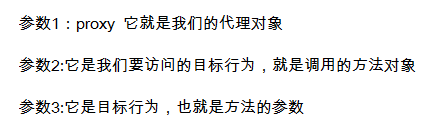 参数1：proxy 它就是我们的代理对象
参数2:它是我们要访问的目标行为，就是调用的方法对象
参数3:它是目标行为，也就是方法的参数